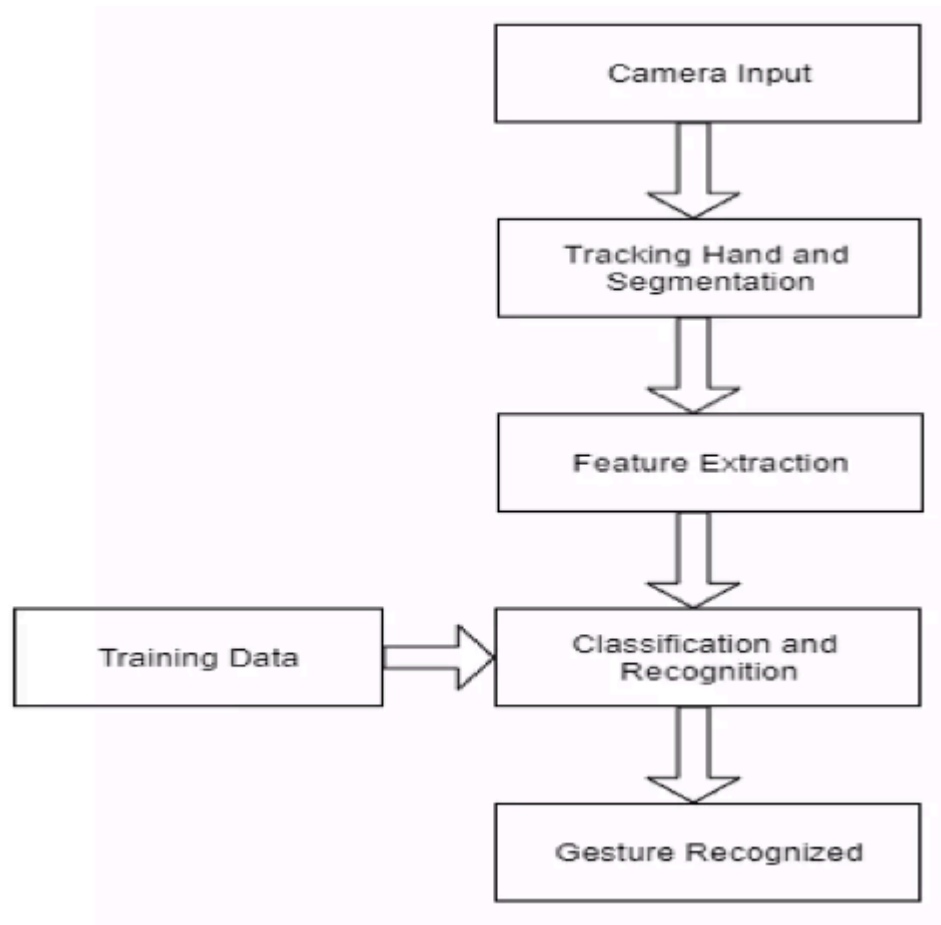 Camera Input
Tracking Hand and
Segmentation
Feature Extraction
Training Data
Classification and
Recognition
Gesture Recognized